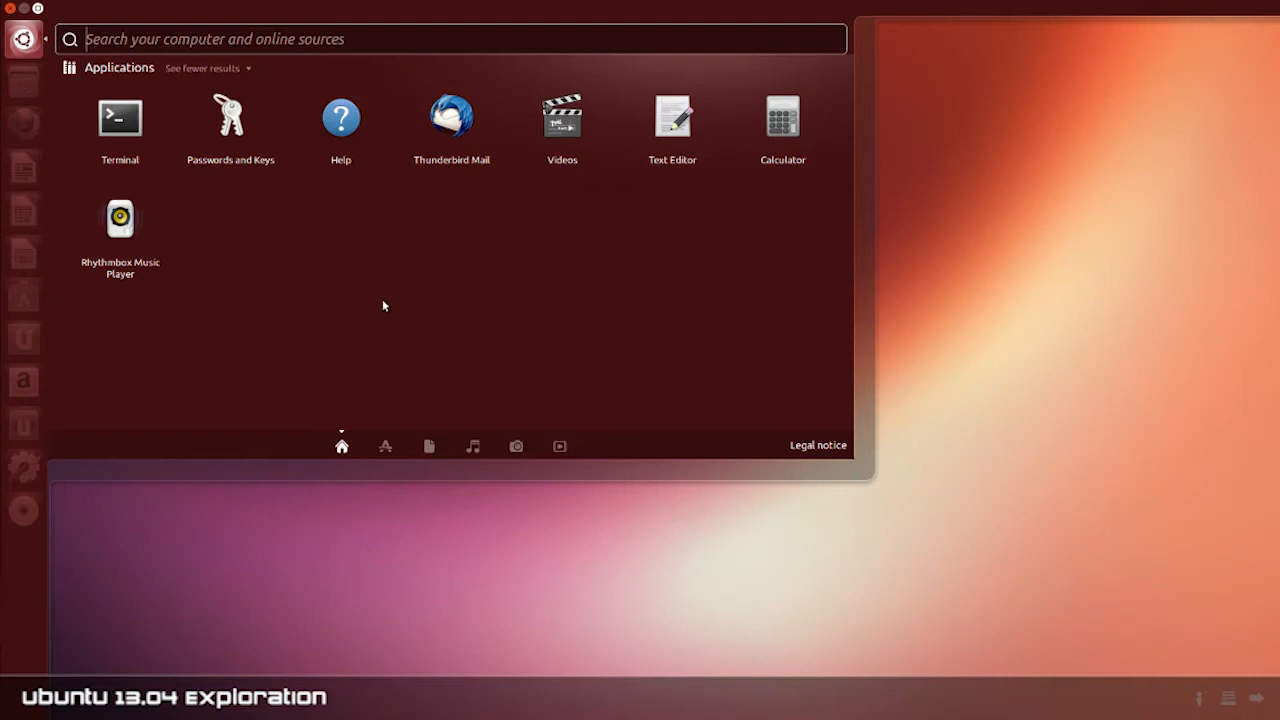 Search your computer and online sources
Applications See fewer results
Terminal
Passwords and Keys
Help
Thunderbird Mail
Videos
Text Editor
Calculator
Rhythmbox Music
Player
Legal notice
ubuntu 13.04 Exploration